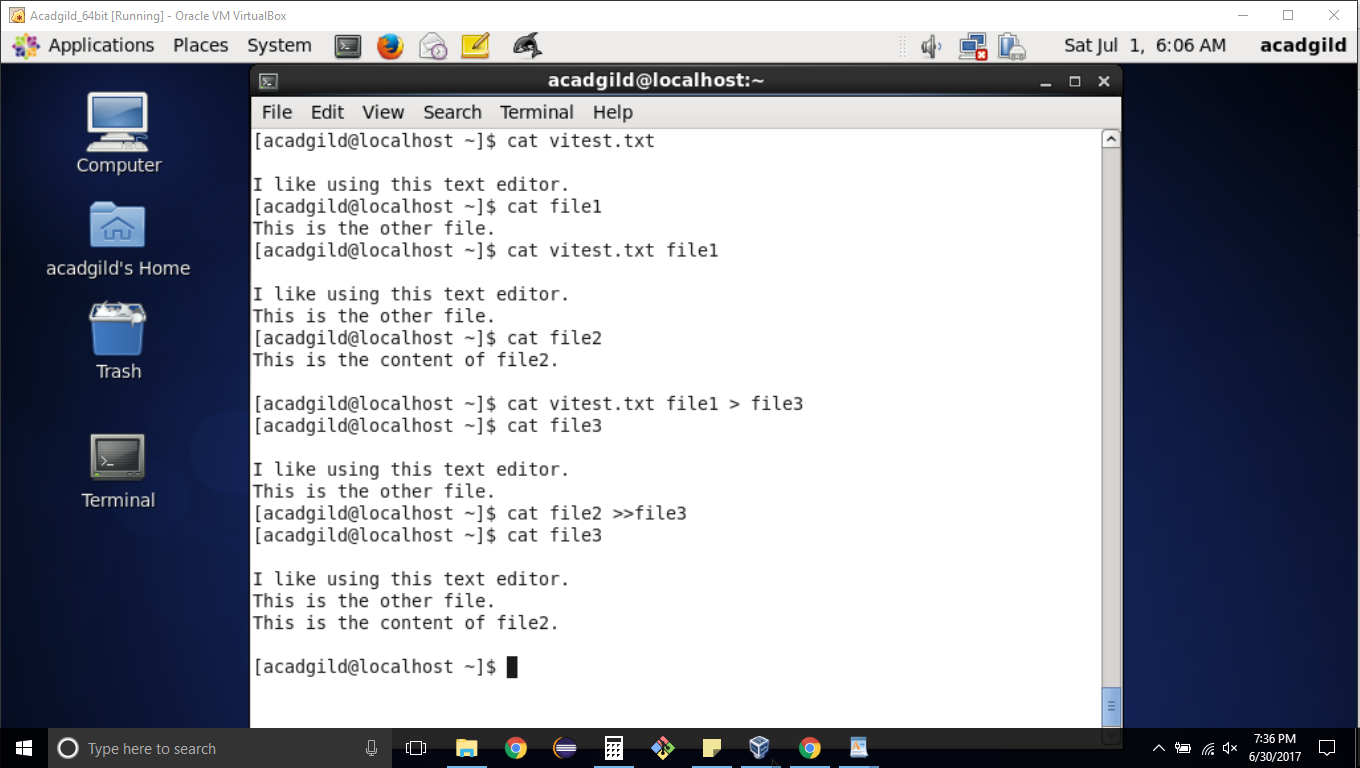 Acadgild_64bit [Running] - Oracle VM VirtualBox
Applications Places System Sat Jul 1, 6:06 AM acadgild
acadgild@localhost:~
File Edit View Search Terminal Help
Computer
acadgild's Home
Trash
Terminal
[acadgild@localhost ~]$ cat vitest.txt
I like using this text editor.
[acadgild@localhost ~]$ cat file1
This is the other file.
[acadgild@localhost ~]$ cat vitest.txt file1
I like using this text editor.
This is the other file.
[acadgild@localhost ~]$ cat file2
This is the content of file2.
[acadgild@localhost ~]$ cat vitest.txt file1 > file3
[acadgild@localhost ~]$ cat file3
I like using this text editor.
This is the other file.
[acadgild@localhost ~]$ cat file2 >>file3
[acadgild@localhost ~]$ cat file3
I like using this text editor.
This is the other file.
This is the content of file2.
[acadgild@localhost ~]$
Type here to search
7:36 PM
6/30/2017